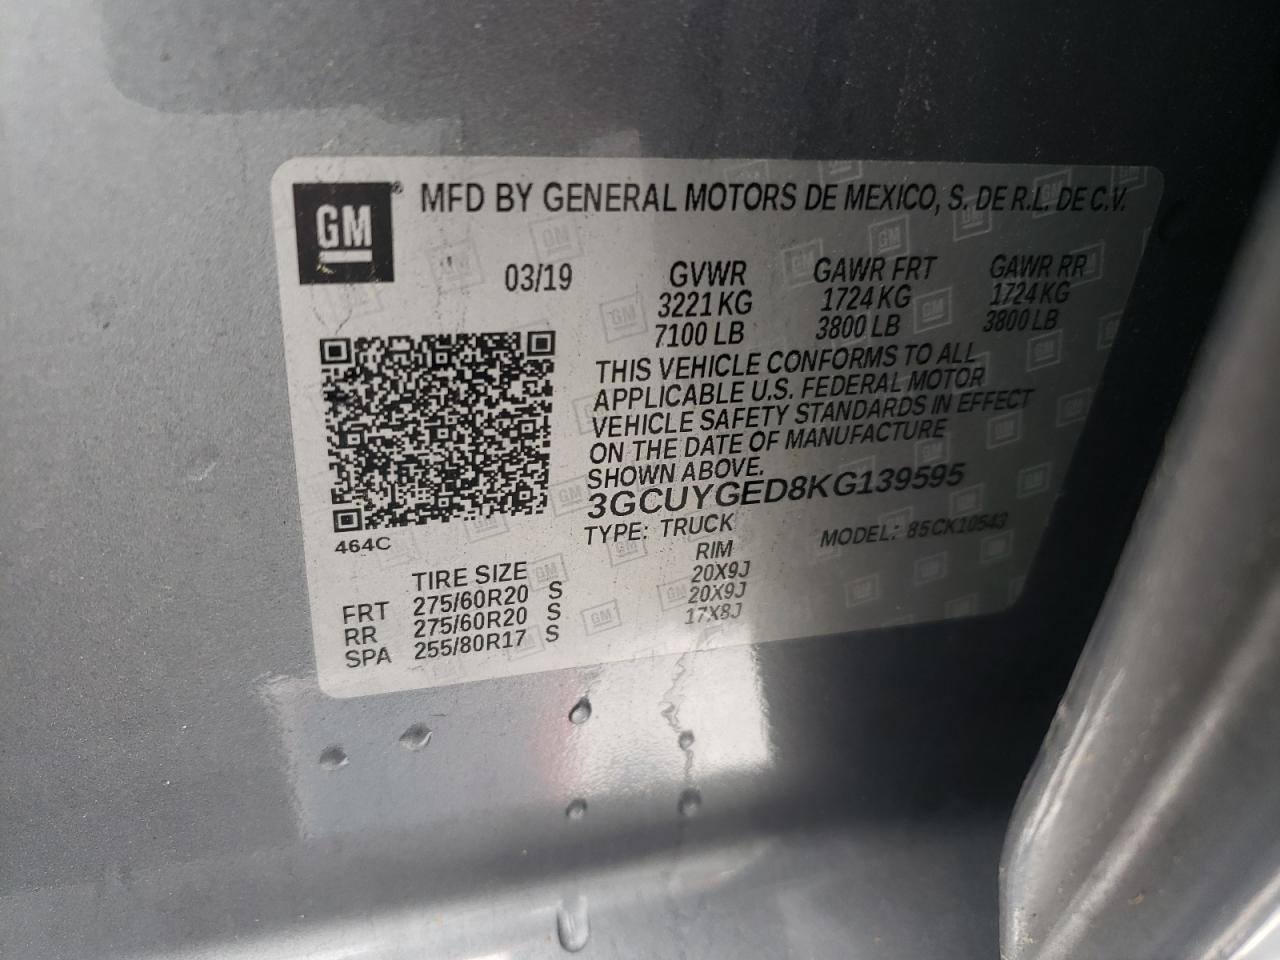 GM® MFD BY GENERAL MOTORS DE MEXICO, S. DE R.L. DE C.V.
03/19 GVWR GAWR FRT GAWR RR
3221 KG 1724 KG 1724 KG
7100 LB 3800 LB 3800 LB
THIS VEHICLE CONFORMS TO ALL
APPLICABLE U.S. FEDERAL MOTOR
VEHICLE SAFETY STANDARDS IN EFFECT
ON THE DATE OF MANUFACTURE
SHOWN ABOVE.
3GCUYGED8KG139595
464C
TYPE: TRUCK MODEL: 85CK10543
TIRE SIZE RIM
FRT 275/60R20 S 20X9J
RR 275/60R20 S 20X9J
SPA 255/80R17 S 17X8J